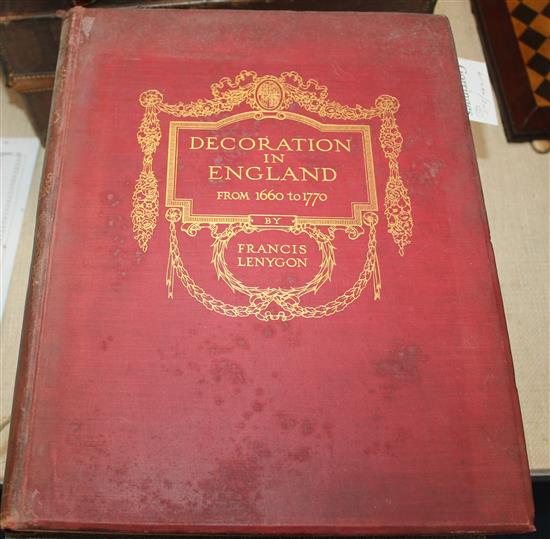 DECORATION
IN
ENGLAND
FROM 1660 to 1770
BY
FRANCIS
LENYGON